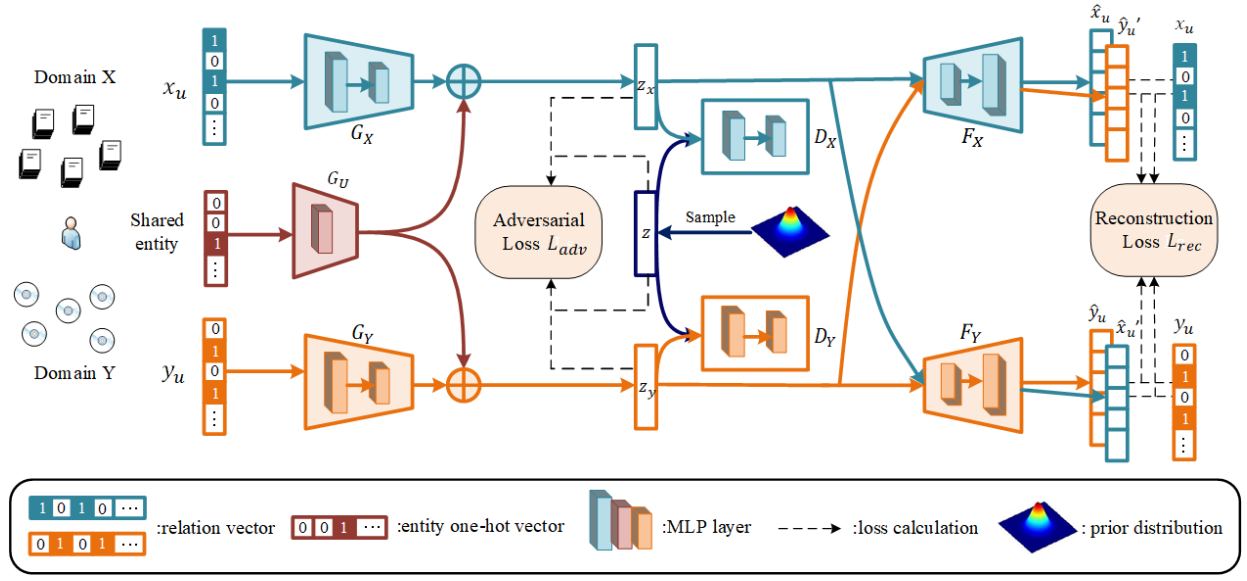 Domain X
x_u
1
0
1
0
⋮
G_X
z_x
D_X
F_X
x̂_u
ŷ_u′
x_u
1
0
1
0
⋮
Shared
entity
0
0
1
⋮
G_U
Adversarial
Loss L_adv
z
Sample
Reconstruction
Loss L_rec
Domain Y
y_u
0
1
0
1
⋮
G_Y
z_y
D_Y
F_Y
ŷ_u
x̂_u′
y_u
0
1
0
1
⋮
1 0 1 0 ⋯
0 1 0 1 ⋯
:relation vector
0 0 1 ⋯
:entity one-hot vector
:MLP layer
:loss calculation
: prior distribution